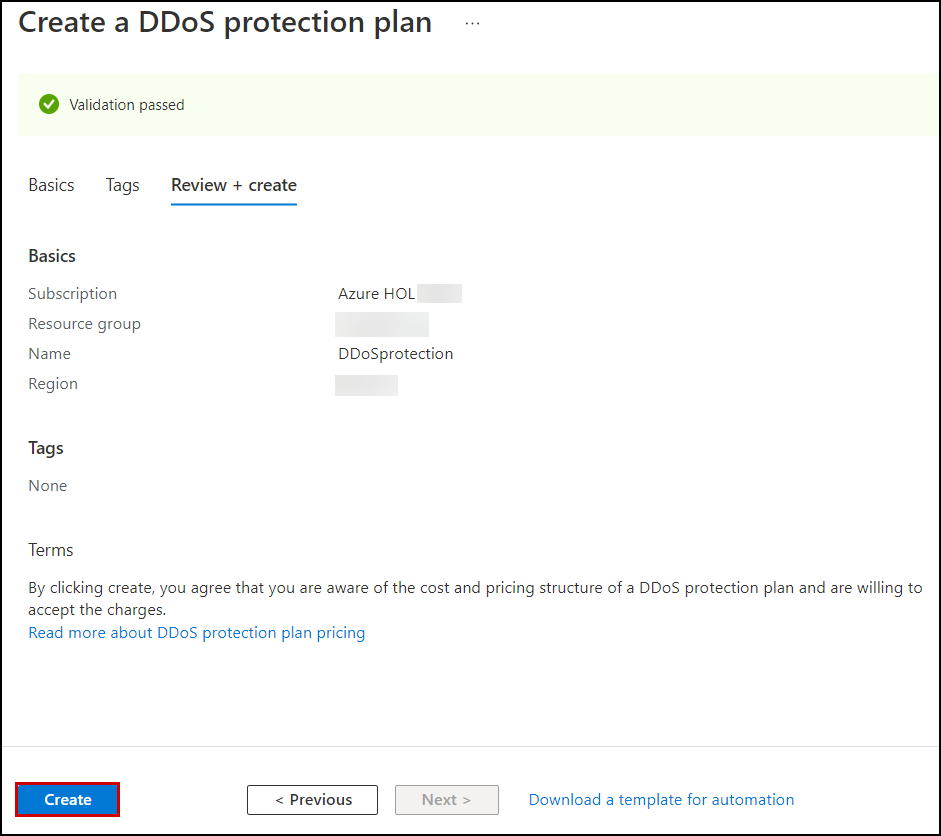 Create a DDoS protection plan ...
Validation passed
Basics Tags Review + create
Basics
Subscription Azure HOL
Resource group
Name DDoSprotection
Region
Tags
None
Terms
By clicking create, you agree that you are aware of the cost and pricing structure of a DDoS protection plan and are willing to
accept the charges.
Read more about DDoS protection plan pricing
Create < Previous Next > Download a template for automation